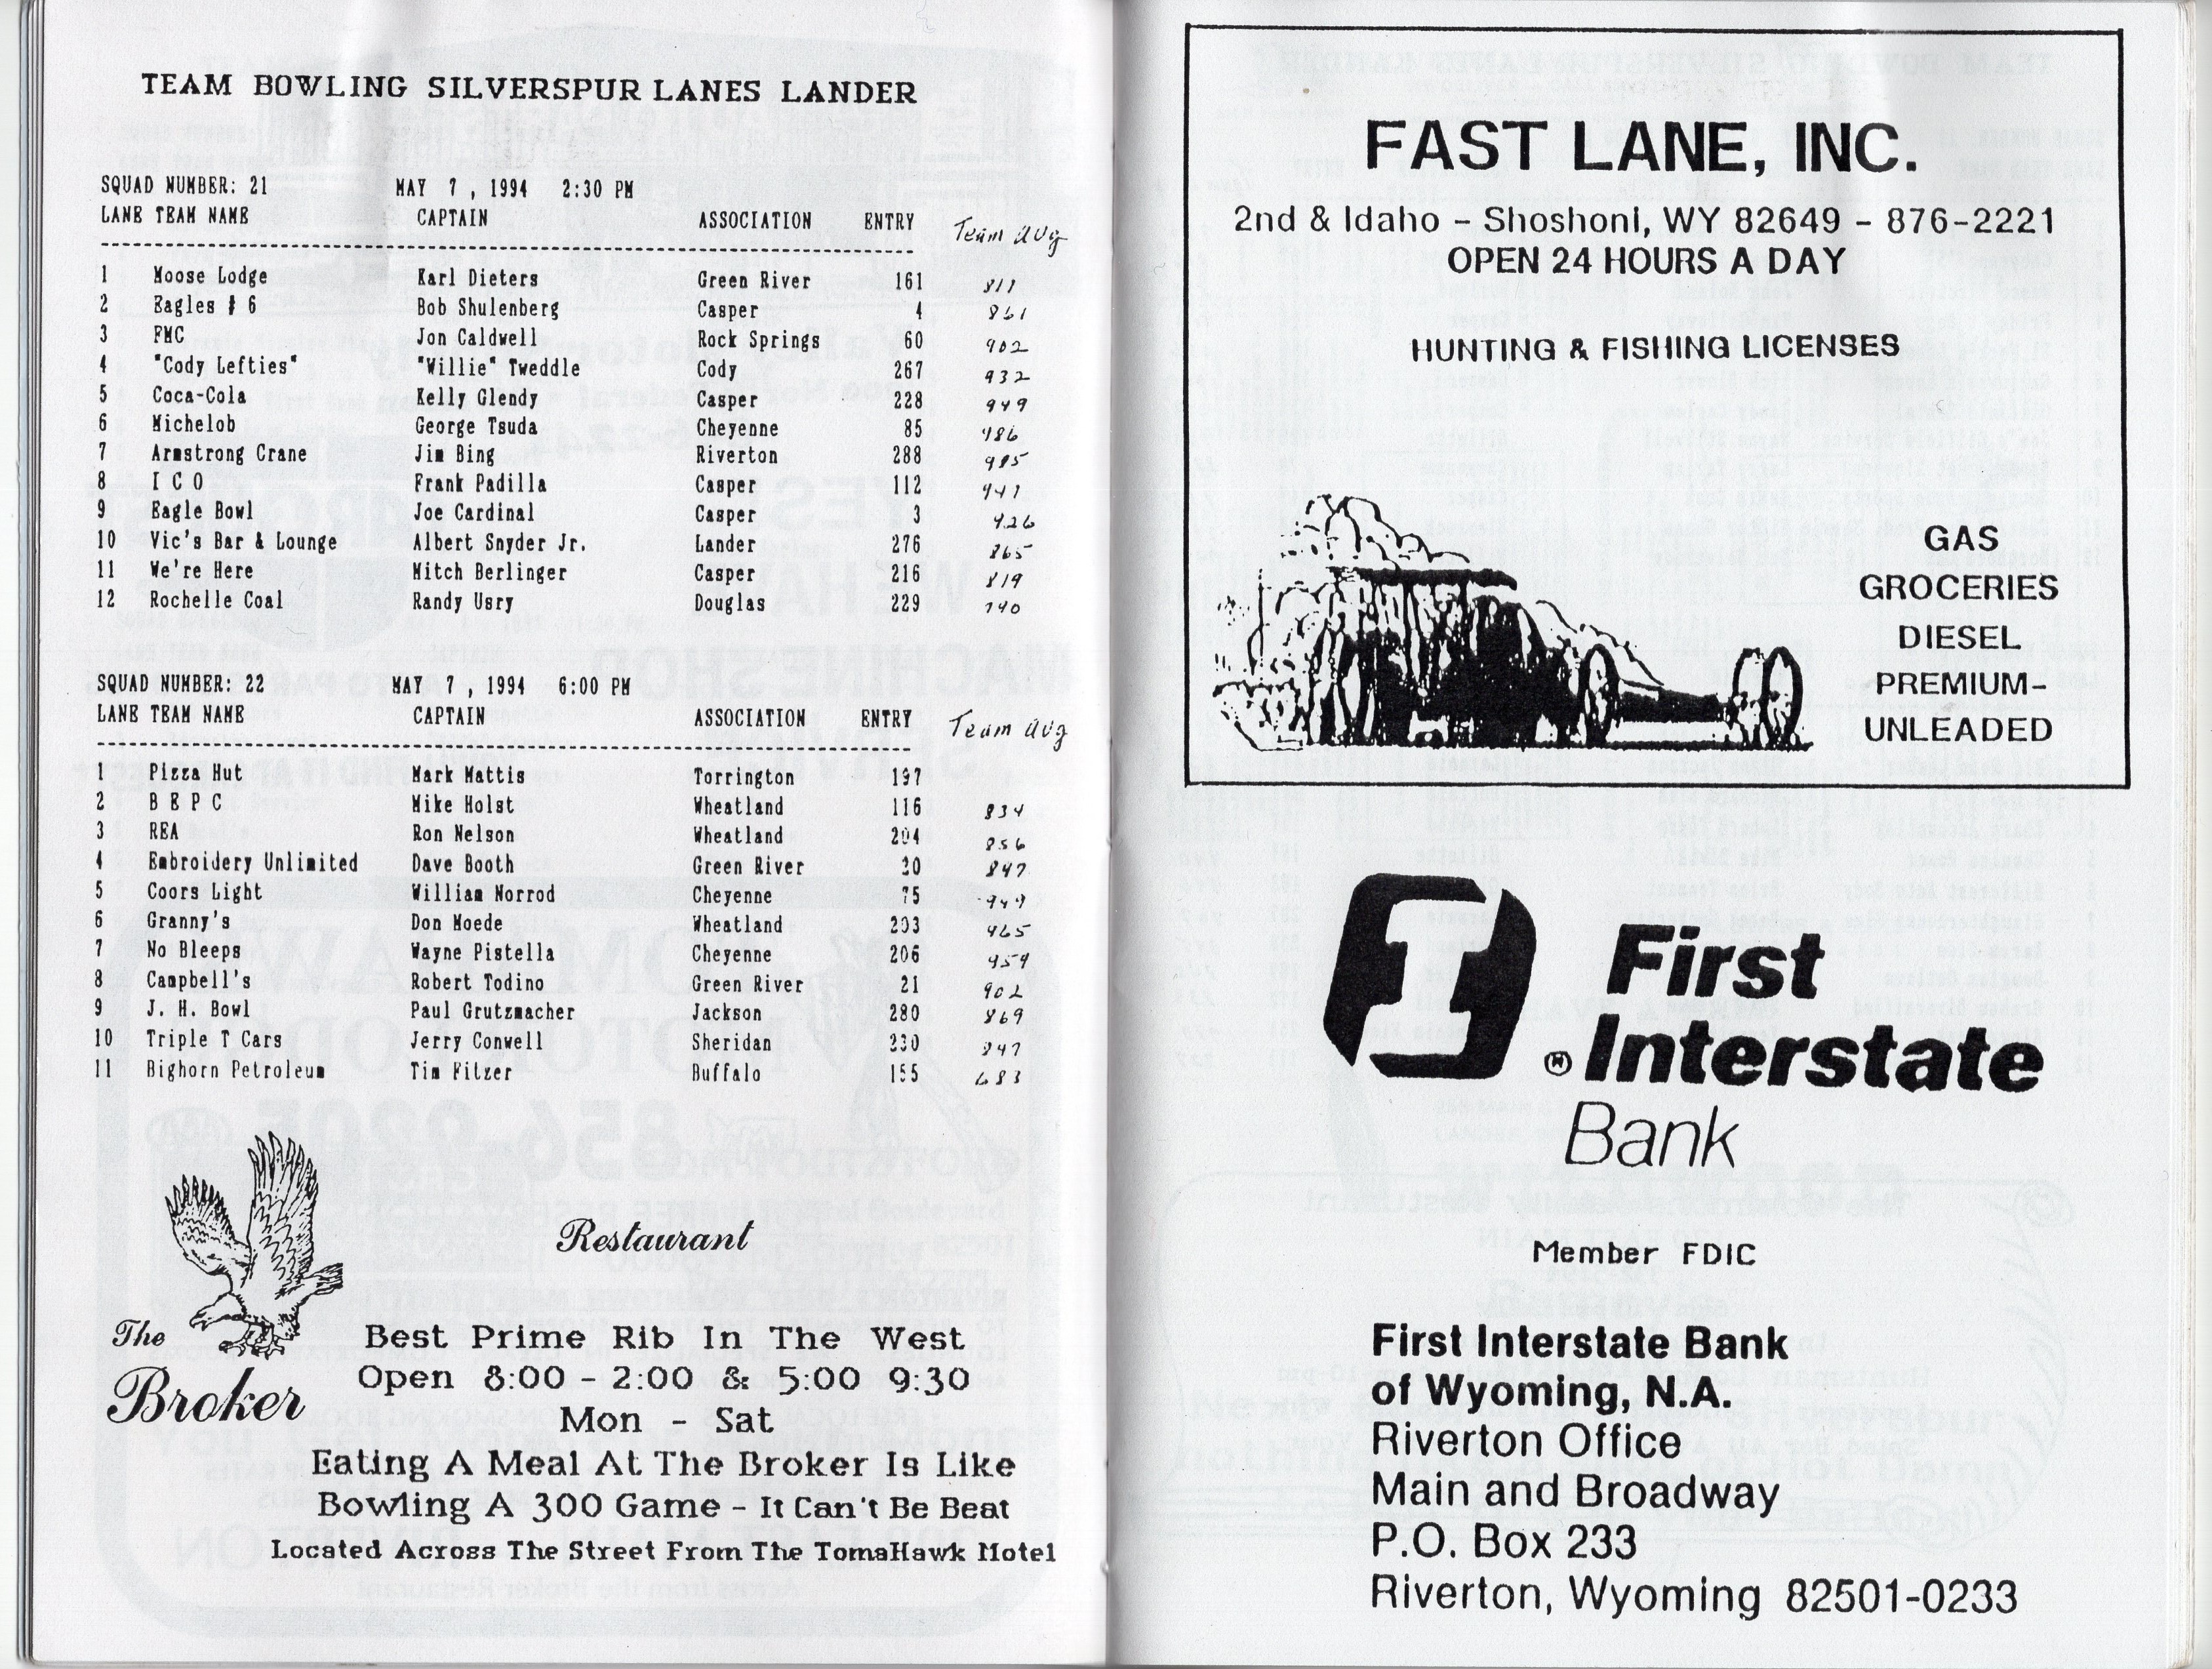 TEAM BOWLING SILVERSPUR LANES LANDER
SQUAD NUMBER: 21 MAY 7 , 1994 2:30 PM
LANE TEAM NAME CAPTAIN ASSOCIATION ENTRY Team avg
1 Moose Lodge Karl Dieters Green River 161 811
2 Eagles # 6 Bob Shulenberg Casper 4 861
3 FMC Jon Caldwell Rock Springs 60 902
4 "Cody Lefties" "Willie" Tweddle Cody 267 932
5 Coca-Cola Kelly Glendy Casper 228 949
6 Michelob George Tsuda Cheyenne 85 986
7 Armstrong Crane Jim Bing Riverton 288 985
8 I C O Frank Padilla Casper 112 941
9 Eagle Bowl Joe Cardinal Casper 3 926
10 Vic's Bar & Lounge Albert Snyder Jr. Lander 276 865
11 We're Here Mitch Berlinger Casper 216 819
12 Rochelle Coal Randy Usry Douglas 229 740
SQUAD NUMBER: 22 MAY 7 , 1994 6:00 PM
LANE TEAM NAME CAPTAIN ASSOCIATION ENTRY Team avg
1 Pizza Hut Mark Mattis Torrington 197
2 B E P C Mike Holst Wheatland 116 834
3 REA Ron Nelson Wheatland 204 856
4 Embroidery Unlimited Dave Booth Green River 20 897
5 Coors Light William Norrod Cheyenne 75 949
6 Granny's Don Moede Wheatland 203 965
7 No Bleeps Wayne Pistella Cheyenne 206 959
8 Campbell's Robert Todino Green River 21 902
9 J. H. Bowl Paul Grutzmacher Jackson 280 869
10 Triple T Cars Jerry Conwell Sheridan 230 847
11 Bighorn Petroleum Tim Fitzer Buffalo 155 683
Restaurant
The
Broker
Best Prime Rib In The West
Open 8:00 - 2:00 & 5:00 9:30
Mon - Sat
Eating A Meal At The Broker Is Like
Bowling A 300 Game - It Can't Be Beat
Located Across The Street From The TomaHawk Motel
FAST LANE, INC.
2nd & Idaho - Shoshoni, WY 82649 - 876-2221
OPEN 24 HOURS A DAY
HUNTING & FISHING LICENSES
GAS
GROCERIES
DIESEL
PREMIUM-
UNLEADED
First
® Interstate
Bank
Member FDIC
First Interstate Bank
of Wyoming, N.A.
Riverton Office
Main and Broadway
P.O. Box 233
Riverton, Wyoming 82501-0233